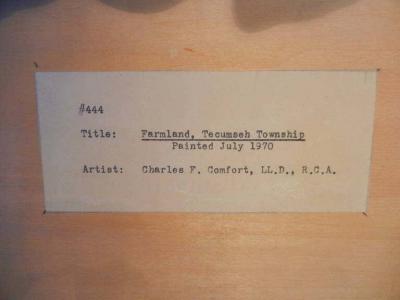 #444
Title: Farmland, Tecumseh Township
Painted July 1970
Artist: Charles F. Comfort, LL.D., R.C.A.